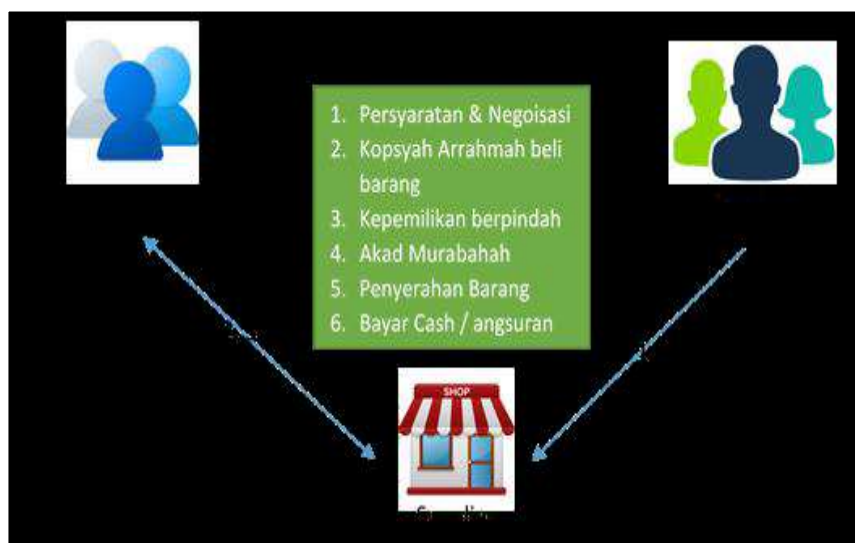 1. Persyaratan & Negoisasi
2. Kopsyah Arrahmah beli
barang
3. Kepemilikan berpindah
4. Akad Murabahah
5. Penyerahan Barang
6. Bayar Cash / angsuran
SHOP